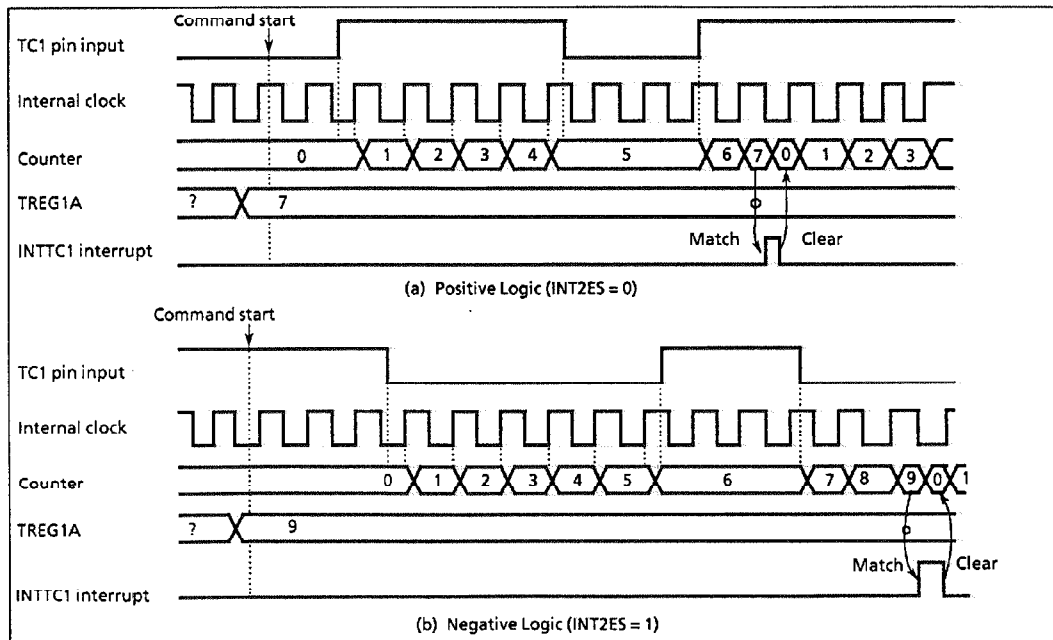 Command start
TC1 pin input
Internal clock
Counter 0 1 2 3 4 5 6 7 0 1 2 3
TREG1A ? 7
Match Clear
INTTC1 interrupt
(a) Positive Logic (INT2ES = 0)
Command start
TC1 pin input
Internal clock
Counter 0 1 2 3 4 5 6 7 8 9 0 1
TREG1A ? 9
Match Clear
INTTC1 interrupt
(b) Negative Logic (INT2ES = 1)